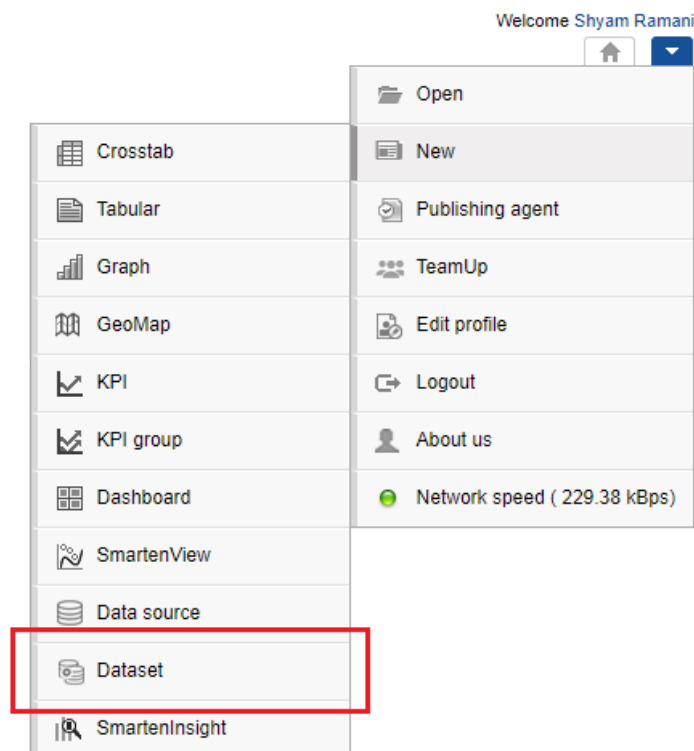 Welcome Shyam Ramani
Open
New
Publishing agent
TeamUp
Edit profile
Logout
About us
Network speed ( 229.38 kBps)
Crosstab
Tabular
Graph
GeoMap
KPI
KPI group
Dashboard
SmartenView
Data source
Dataset
SmartenInsight